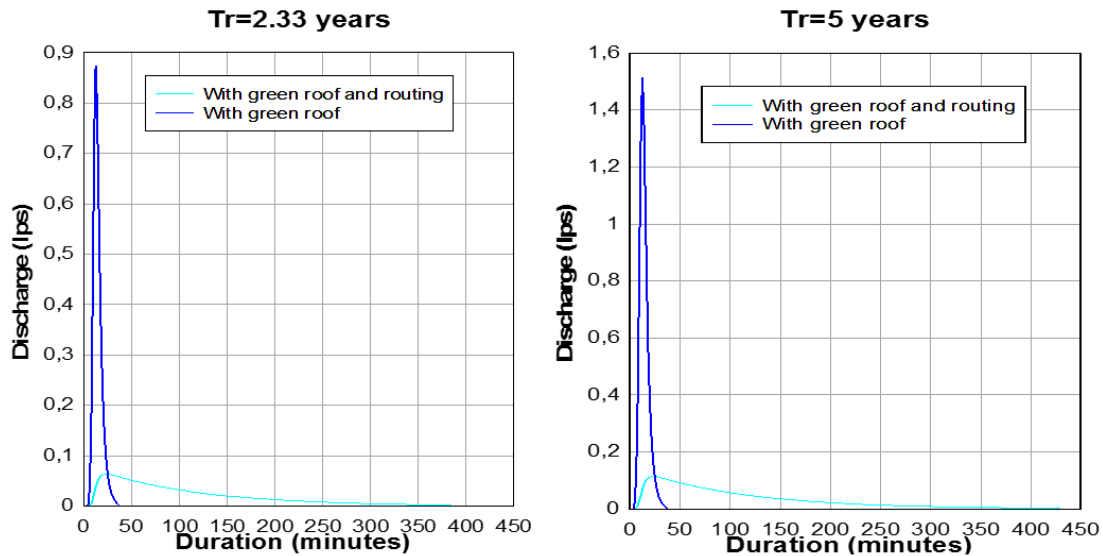 Tr=2.33 years
0,9
0,8
0,7
0,6
0,5
0,4
0,3
0,2
0,1
0
Discharge (lps)
With green roof and routing
With green roof
0 50 100 150 200 250 300 350 400 450
Duration (minutes)
Tr=5 years
1,6
1,4
1,2
1
0,8
0,6
0,4
0,2
0
Discharge (lps)
With green roof and routing
With green roof
0 50 100 150 200 250 300 350 400 450
Duration (minutes)